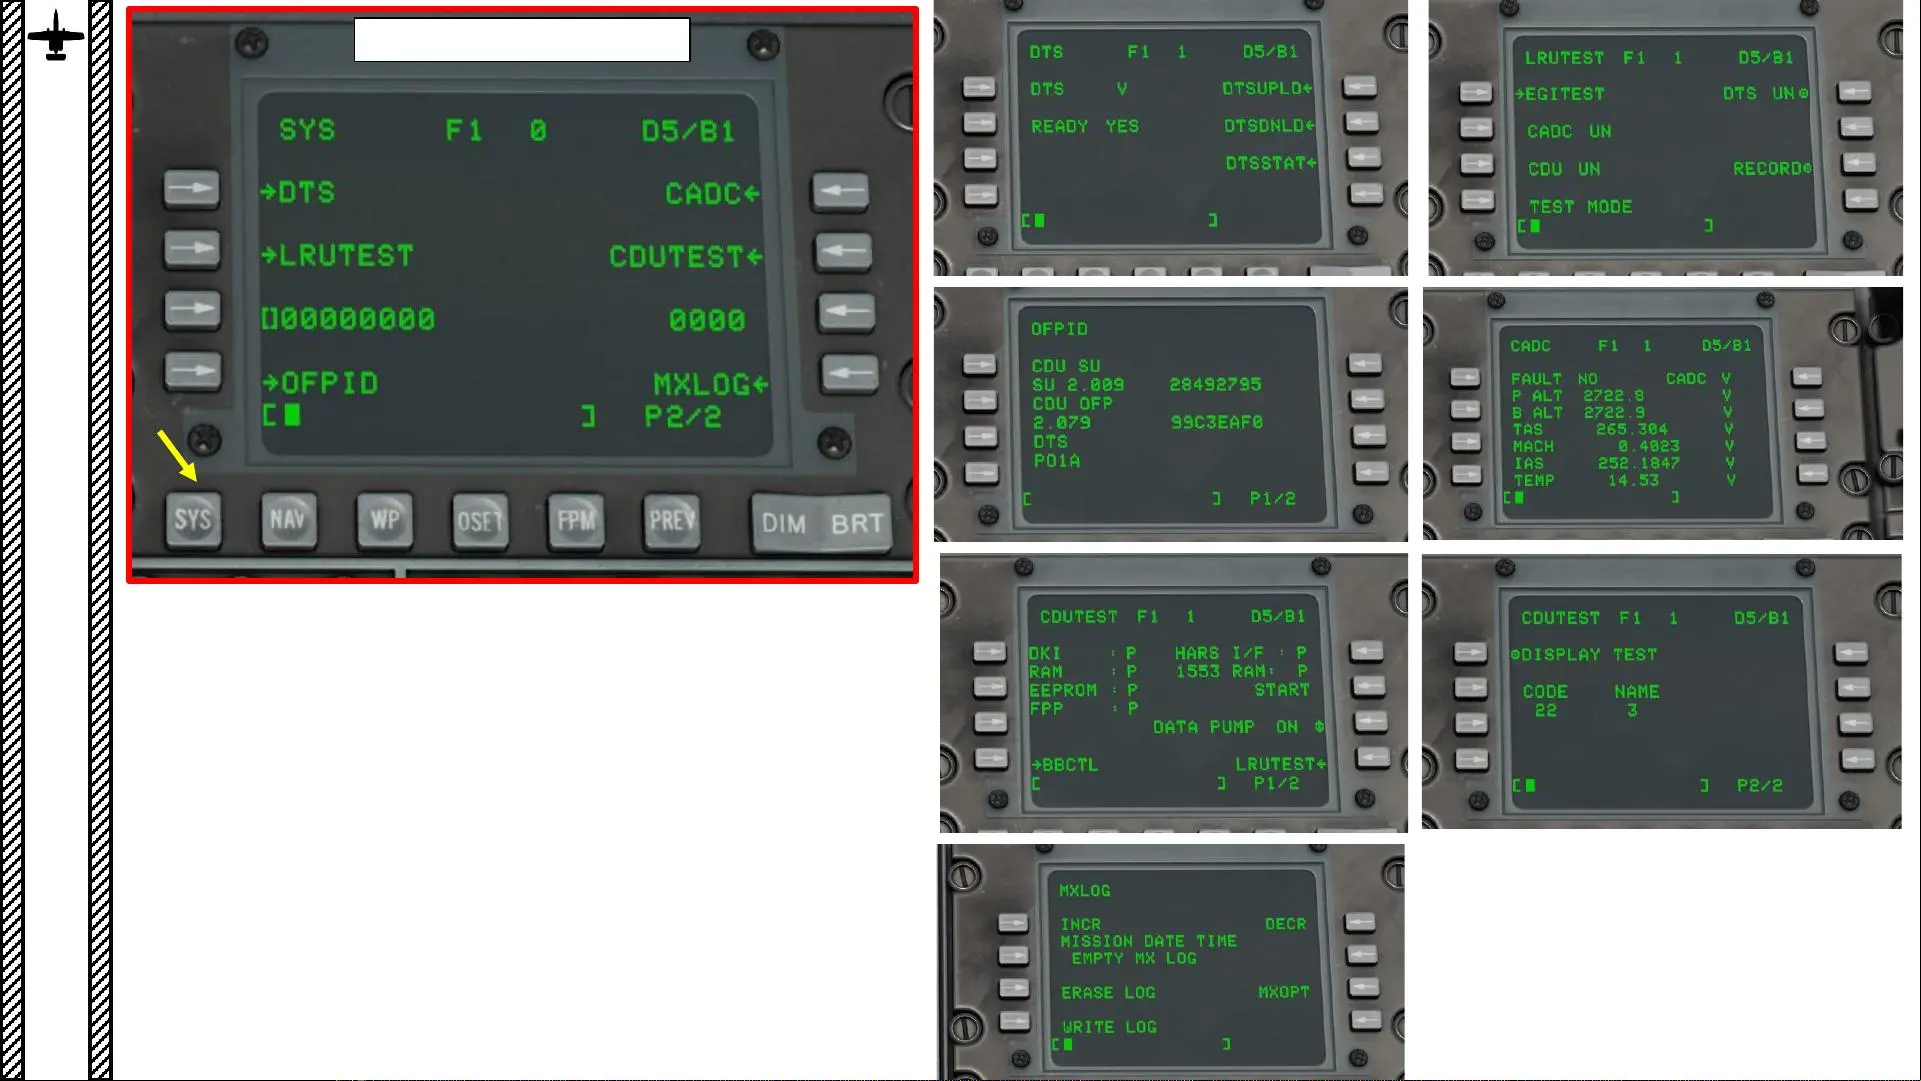 SYS F1 0 D5/B1
→DTS CADC←
→LRUTEST CDUTEST←
[]00000000 0000
→OFPID MXLOG←
[ ] P2/2
SYS NAV WP OSET FPM PREV DIM BRT
DTS F1 1 D5/B1
DTS V DTSUPLD←
READY YES DTSDNLD←
DTSSTAT←
[ ]
LRUTEST F1 1 D5/B1
→EGITEST DTS UN
CADC UN
CDU UN RECORD
TEST MODE
[ ]
OFPID
CDU SU
SU 2.009 28492795
CDU OFP
2.079 99C3EAF0
DTS
P01A
[ ] P1/2
CADC F1 1 D5/B1
FAULT NO CADC V
P ALT 2722.8 V
B ALT 2722.9 V
TAS 265.304 V
MACH 0.4023 V
IAS 252.1847 V
TEMP 14.53 V
[ ]
CDUTEST F1 1 D5/B1
DKI : P HARS I/F : P
RAM : P 1553 RAM: P
EEPROM : P START
FPP : P
DATA PUMP ON
→BBCTL LRUTEST←
[ ] P1/2
CDUTEST F1 1 D5/B1
DISPLAY TEST
CODE NAME
22 3
[ ] P2/2
MXLOG
INCR DECR
MISSION DATE TIME
EMPTY MX LOG
ERASE LOG MXOPT
WRITE LOG
[ ]